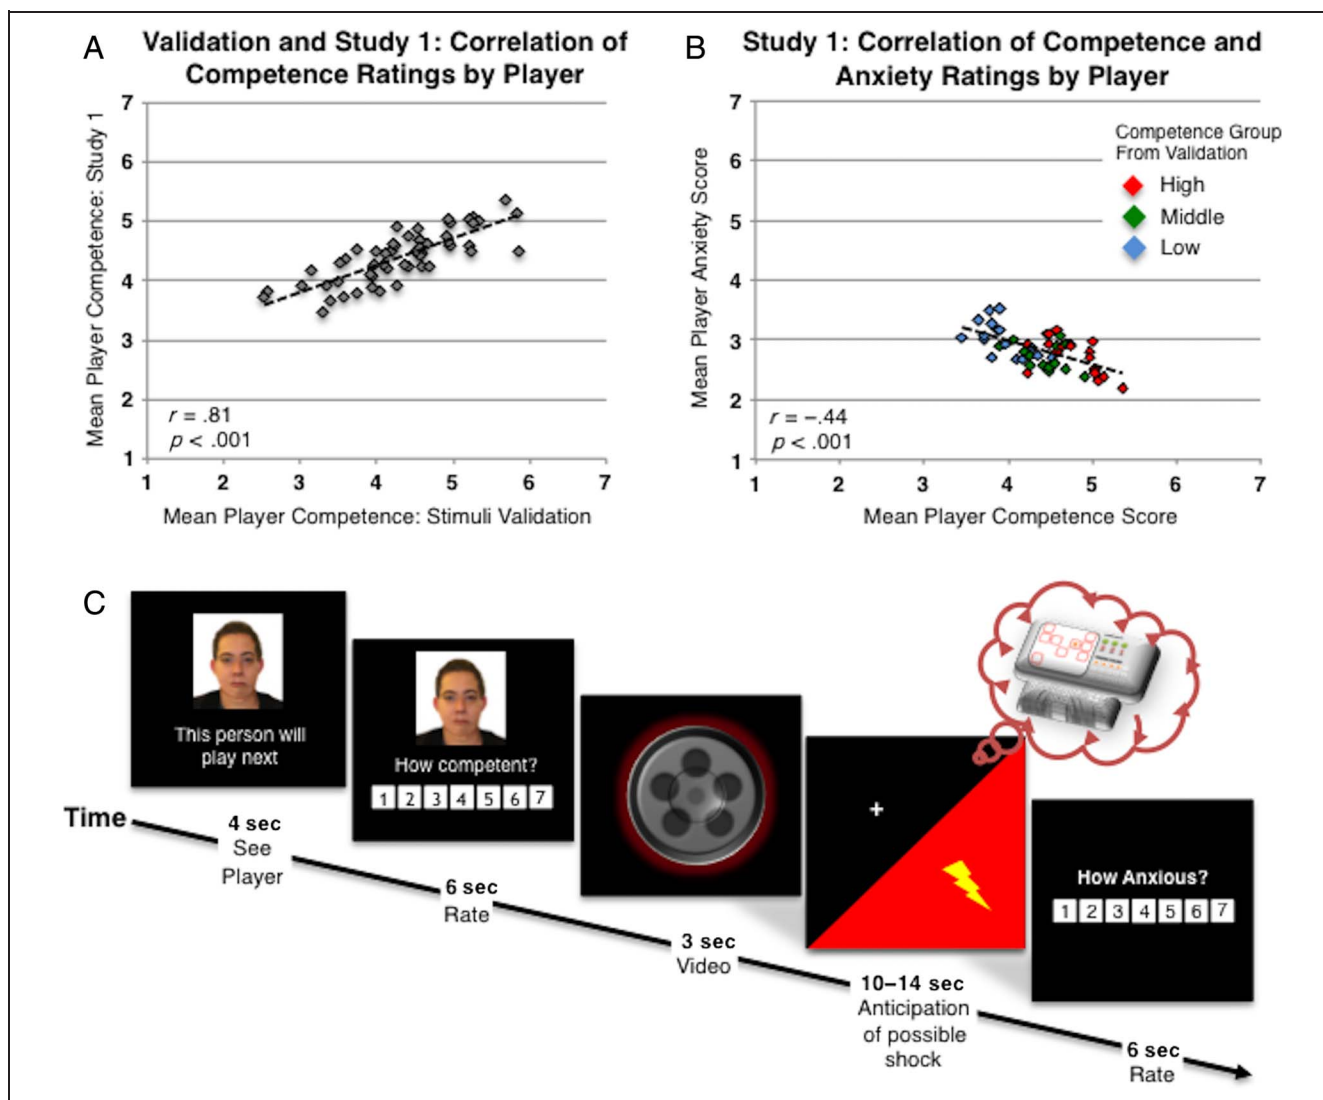 A
Validation and Study 1: Correlation of
Competence Ratings by Player
Mean Player Competence: Study 1
7
6
5
4
3
2
1
r = .81
p < .001
1 2 3 4 5 6 7
Mean Player Competence: Stimuli Validation
B
Study 1: Correlation of Competence and
Anxiety Ratings by Player
Mean Player Anxiety Score
7
6
5
4
3
2
1
Competence Group
From Validation
High
Middle
Low
r = –.44
p < .001
1 2 3 4 5 6 7
Mean Player Competence Score
C
This person will
play next
How competent?
1 2 3 4 5 6 7
How Anxious?
1 2 3 4 5 6 7
Time
4 sec
See
Player
6 sec
Rate
3 sec
Video
10–14 sec
Anticipation
of possible
shock
6 sec
Rate